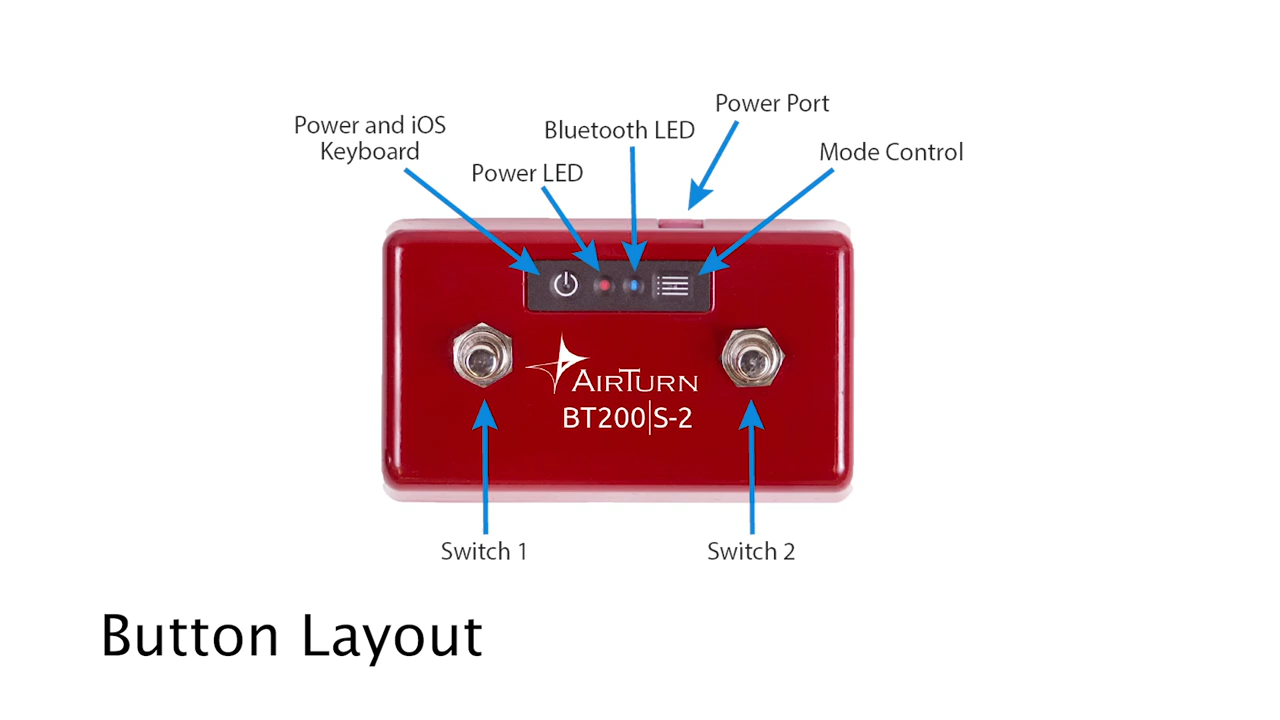 Power Port
Power and iOS
Keyboard
Bluetooth LED
Mode Control
Power LED
AIRTURN
BT200|S-2
Switch 1
Switch 2
Button Layout